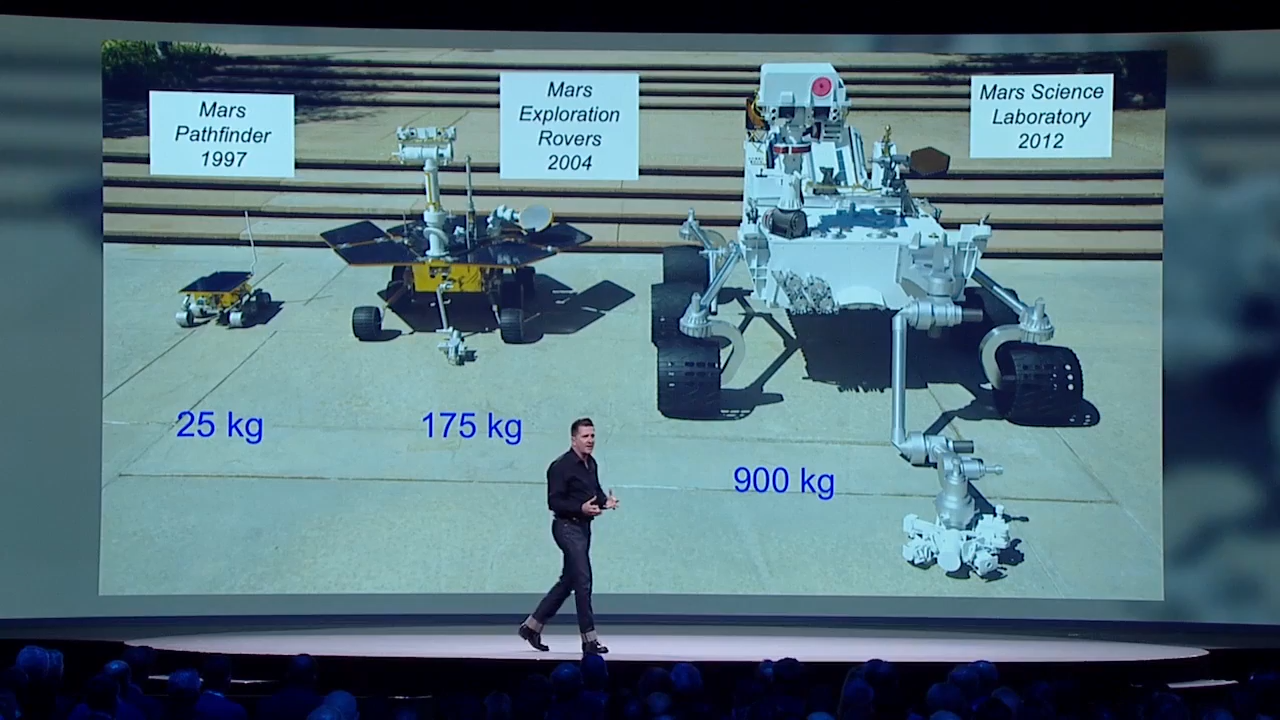 Mars
Pathfinder
1997
Mars
Exploration
Rovers
2004
Mars Science
Laboratory
2012
25 kg
175 kg
900 kg